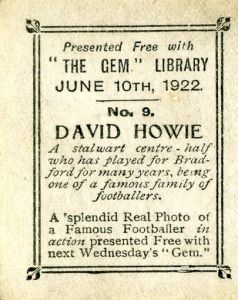 Presented Free with
"THE GEM" LIBRARY
JUNE 10TH, 1922.
No. 9.
DAVID HOWIE
A stalwart centre-half
who has played for Brad-
ford for many years, being
one of a famous family of
footballers.
A splendid Real Photo of
a Famous Footballer in
action presented Free with
next Wednesday's "Gem."